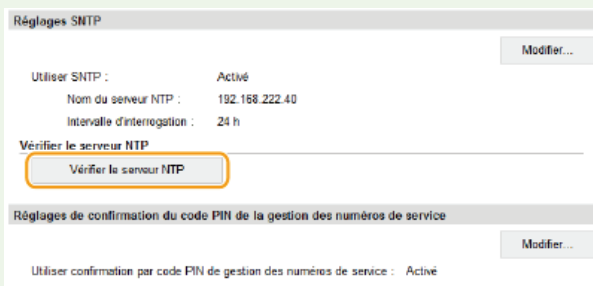 Réglages SNTP
Modifier...
Utiliser SNTP : Activé
Nom du serveur NTP : 192.168.222.40
Intervalle d'interrogation : 24 h
Vérifier le serveur NTP
Vérifier le serveur NTP
Réglages de confirmation du code PIN de la gestion des numéros de service
Modifier...
Utiliser confirmation par code PIN de gestion des numéros de service : Activé